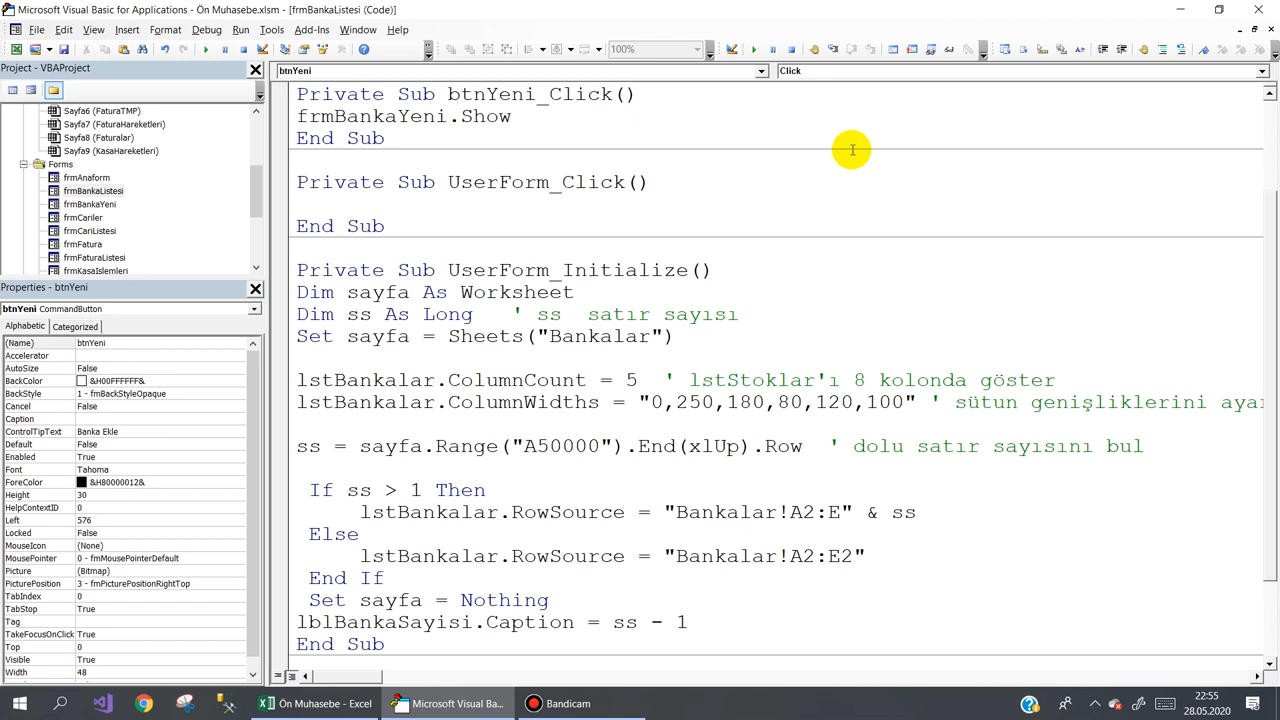 Microsoft Visual Basic for Applications - Ön Muhasebe.xlsm - [frmBankaListesi (Code)]
File Edit View Insert Format Debug Run Tools Add-Ins Window Help
100%
Project - VBAProject
btnYeni
Click
Sayfa6 (FaturaTMP)
Sayfa7 (FaturaHareketleri)
Sayfa8 (Faturalar)
Sayfa9 (KasaHareketleri)
Forms
frmAnaform
frmBankaListesi
frmBankaYeni
frmCariler
frmCariListesi
frmFatura
frmFaturaListesi
frmKasaIslemleri
Properties - btnYeni
btnYeni CommandButton
Alphabetic Categorized
(Name) btnYeni
Accelerator
AutoSize False
BackColor &H00FFFFFF&
BackStyle 1 - fmBackStyleOpaque
Cancel False
Caption
ControlTipText Banka Ekle
Default False
Enabled True
Font Tahoma
ForeColor &H80000012&
Height 30
HelpContextID 0
Left 576
Locked False
MouseIcon (None)
MousePointer 0 - fmMousePointerDefault
Picture (Bitmap)
PicturePosition 3 - fmPicturePositionRightTop
TabIndex 0
TabStop True
Tag
TakeFocusOnClick True
Top 0
Visible True
Width 48
Private Sub btnYeni_Click()
frmBankaYeni.Show
End Sub
Private Sub UserForm_Click()
End Sub
Private Sub UserForm_Initialize()
Dim sayfa As Worksheet
Dim ss As Long ' ss satır sayısı
Set sayfa = Sheets("Bankalar")
lstBankalar.ColumnCount = 5 ' lstStoklar'ı 8 kolonda göster
lstBankalar.ColumnWidths = "0,250,180,80,120,100" ' sütun genişliklerini ayar
ss = sayfa.Range("A50000").End(xlUp).Row ' dolu satır sayısını bul
If ss > 1 Then
lstBankalar.RowSource = "Bankalar!A2:E" & ss
Else
lstBankalar.RowSource = "Bankalar!A2:E2"
End If
Set sayfa = Nothing
lblBankaSayisi.Caption = ss - 1
End Sub
Ön Muhasebe - Excel
Microsoft Visual Ba...
Bandicam
22:55
28.05.2020